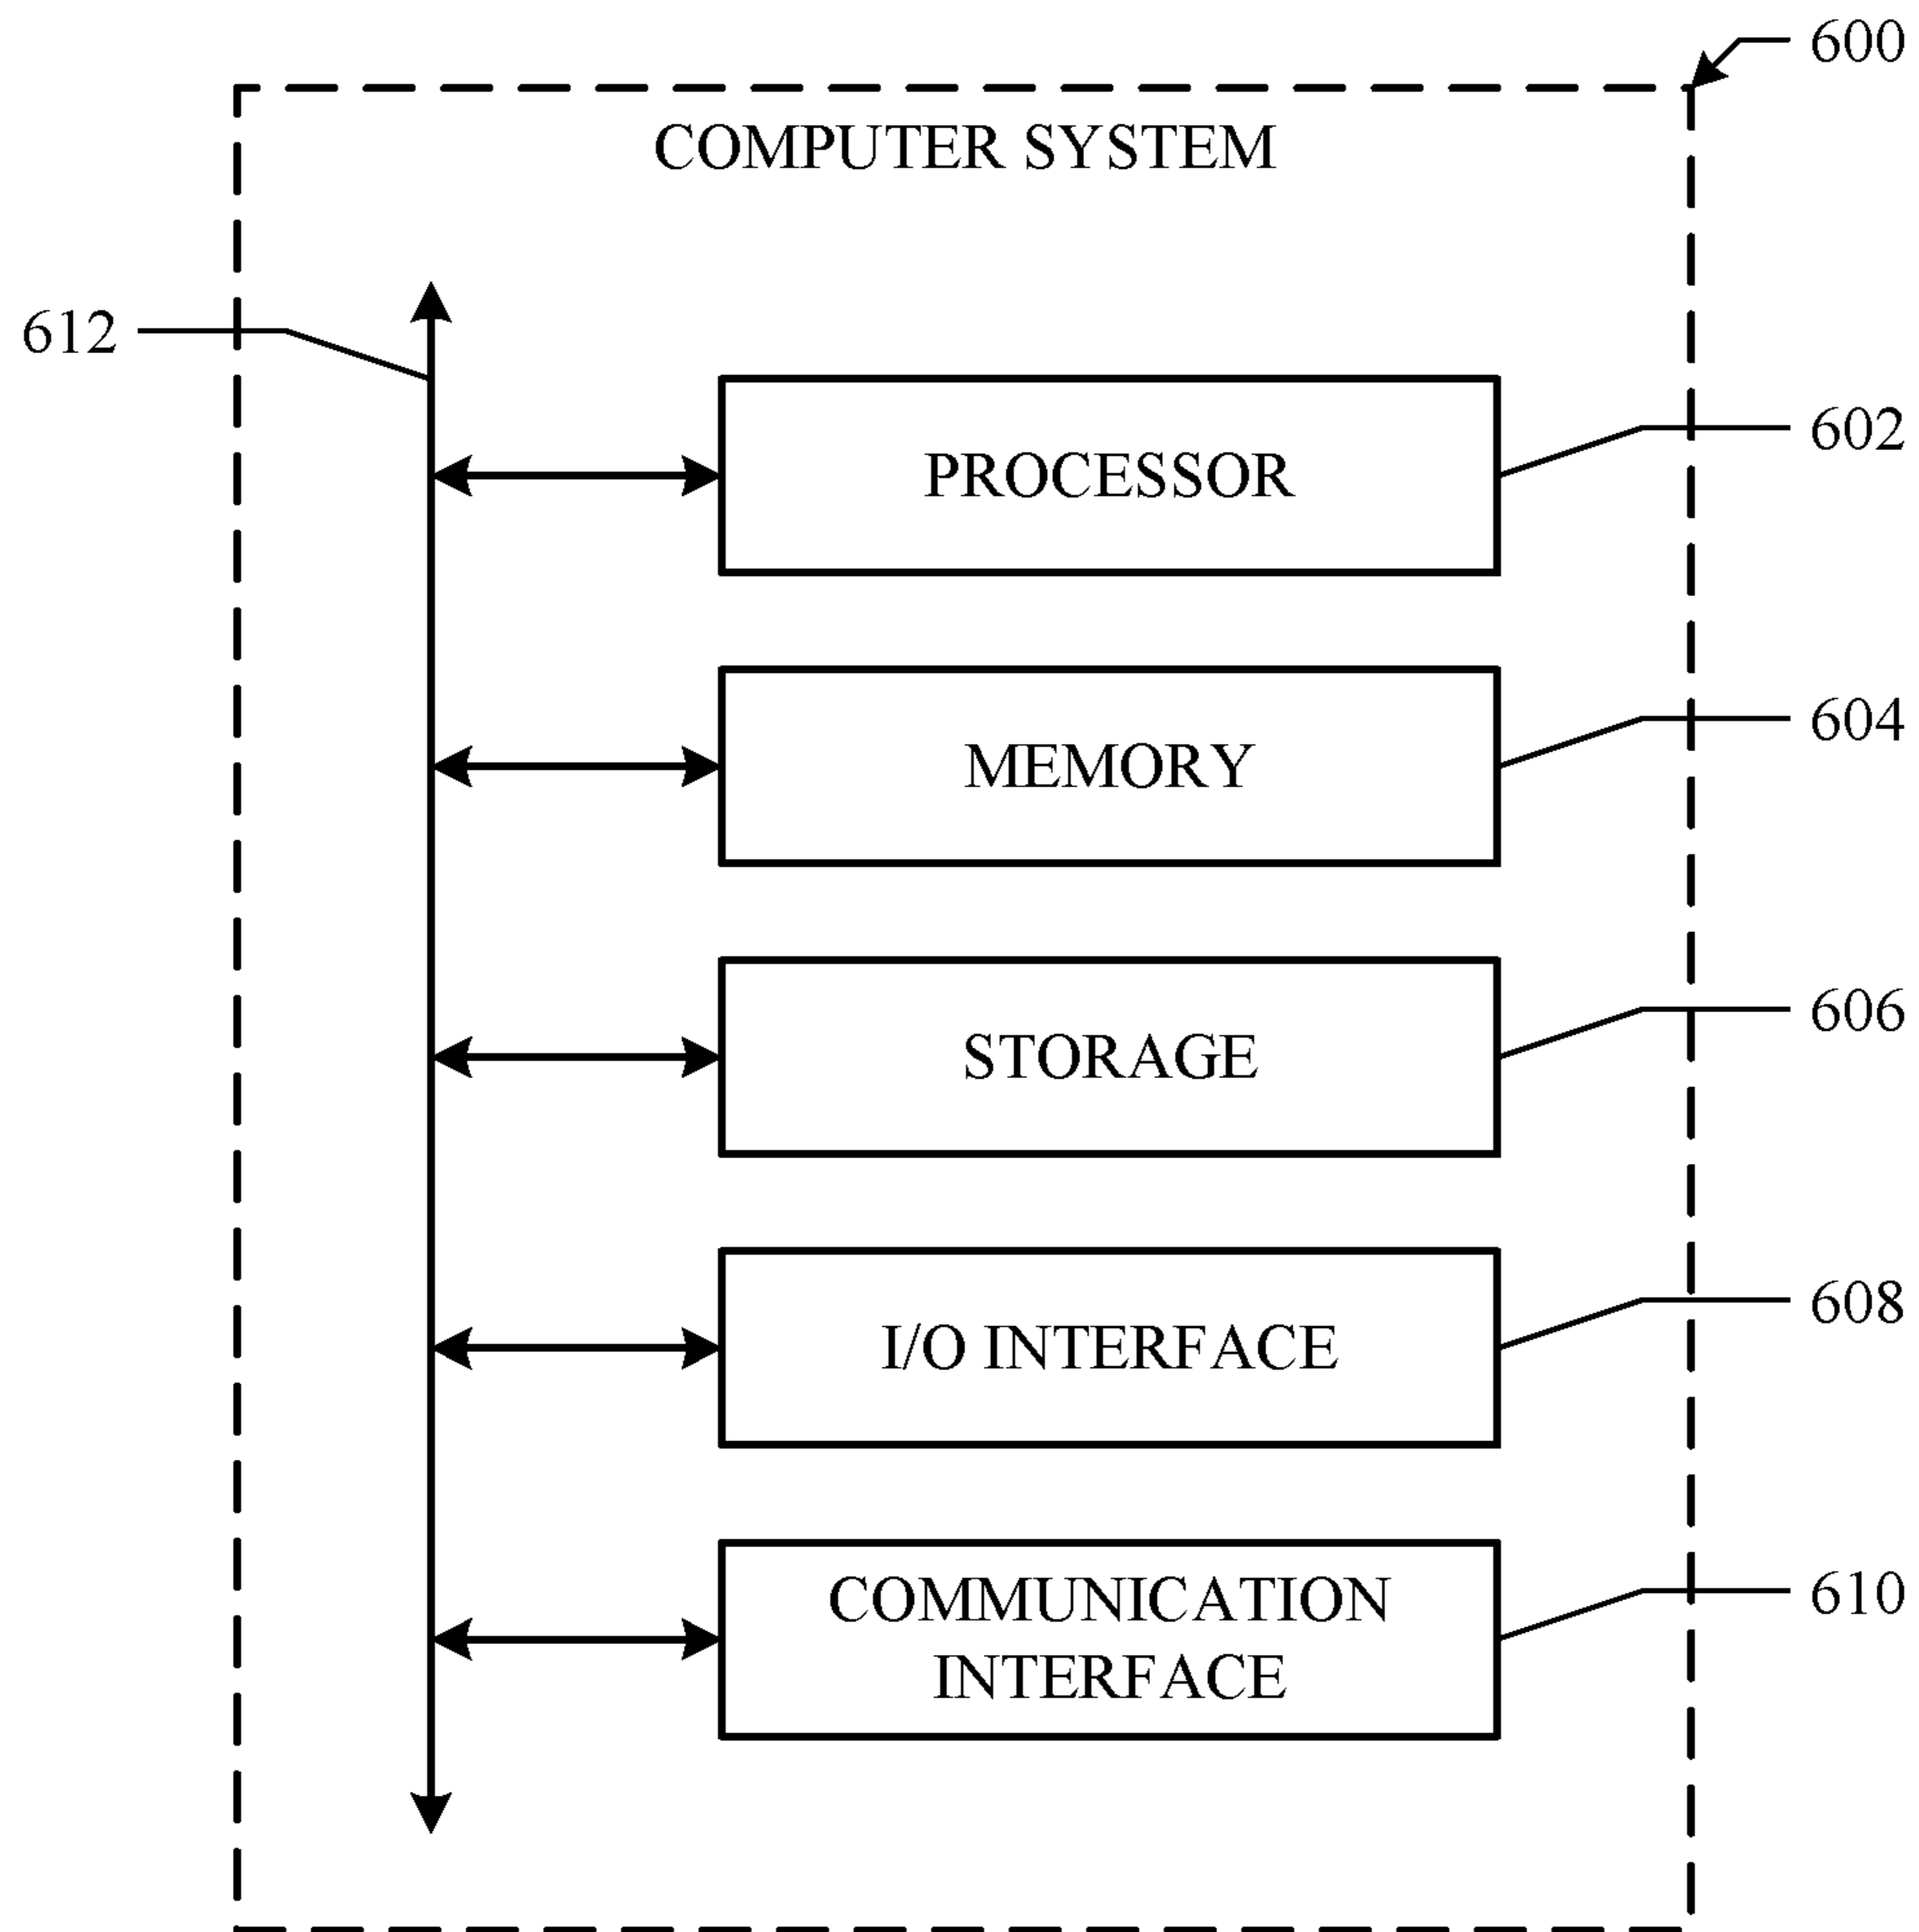 600
COMPUTER SYSTEM
612
602
PROCESSOR
604
MEMORY
606
STORAGE
608
I/O INTERFACE
610
COMMUNICATION
INTERFACE